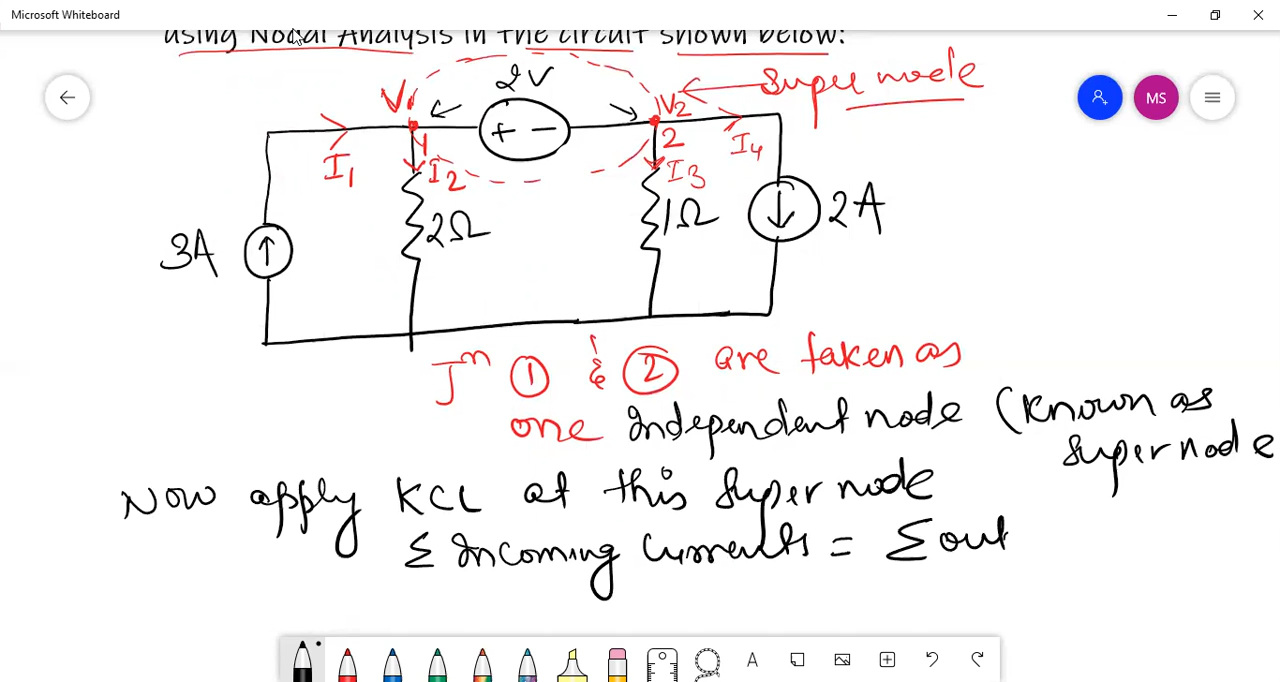 Microsoft Whiteboard
using Nodal Analysis in the circuit shown below:
2V
Super node
V1
V2
MS
+ -
1
2
I1
I2
I3
I4
3A
2Ω
1Ω
2A
Jn ① & ② are taken as
one Independent node (Known as
Supernode
Now apply KCL at this Super node
Σ Incoming Currents = Σ out
A